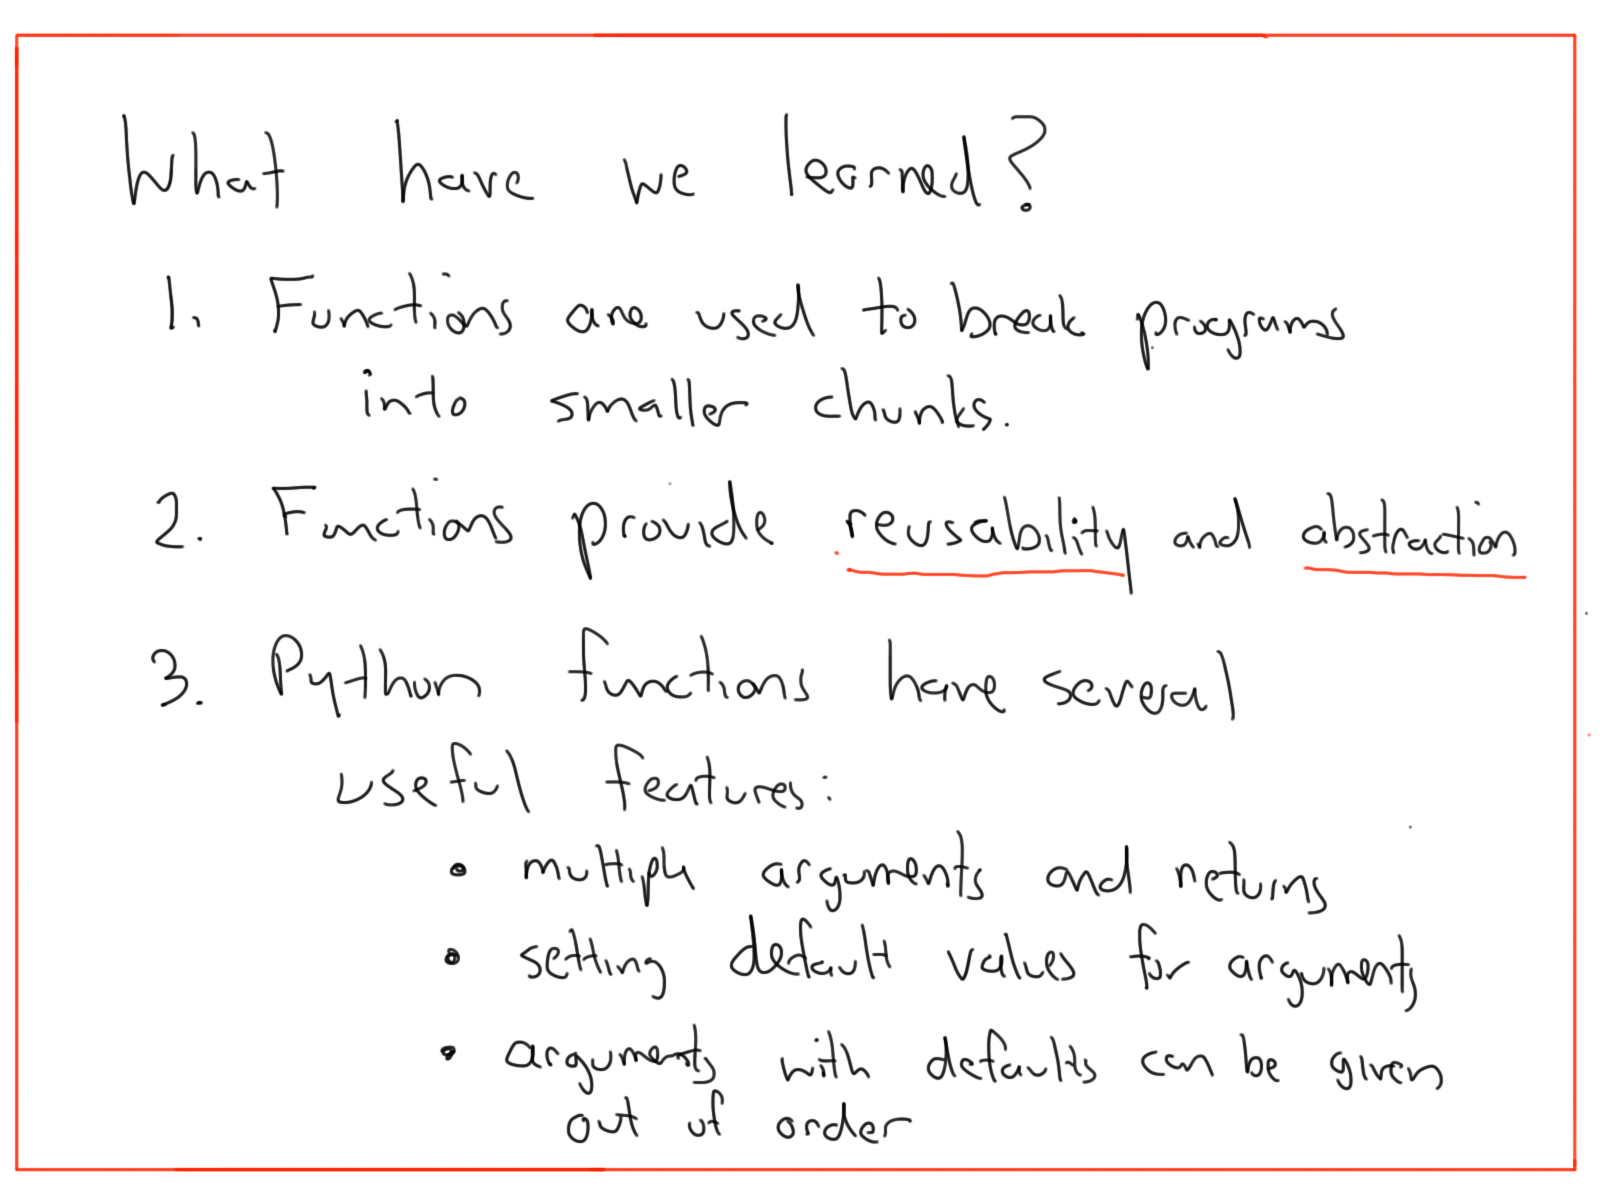 What have we learned?
1. Functions are used to break programs
into smaller chunks.
2. Functions provide reusability and abstraction
3. Python functions have several
useful features:
• multiple arguments and returns
• setting default values for arguments
• arguments with defaults can be given
out of order